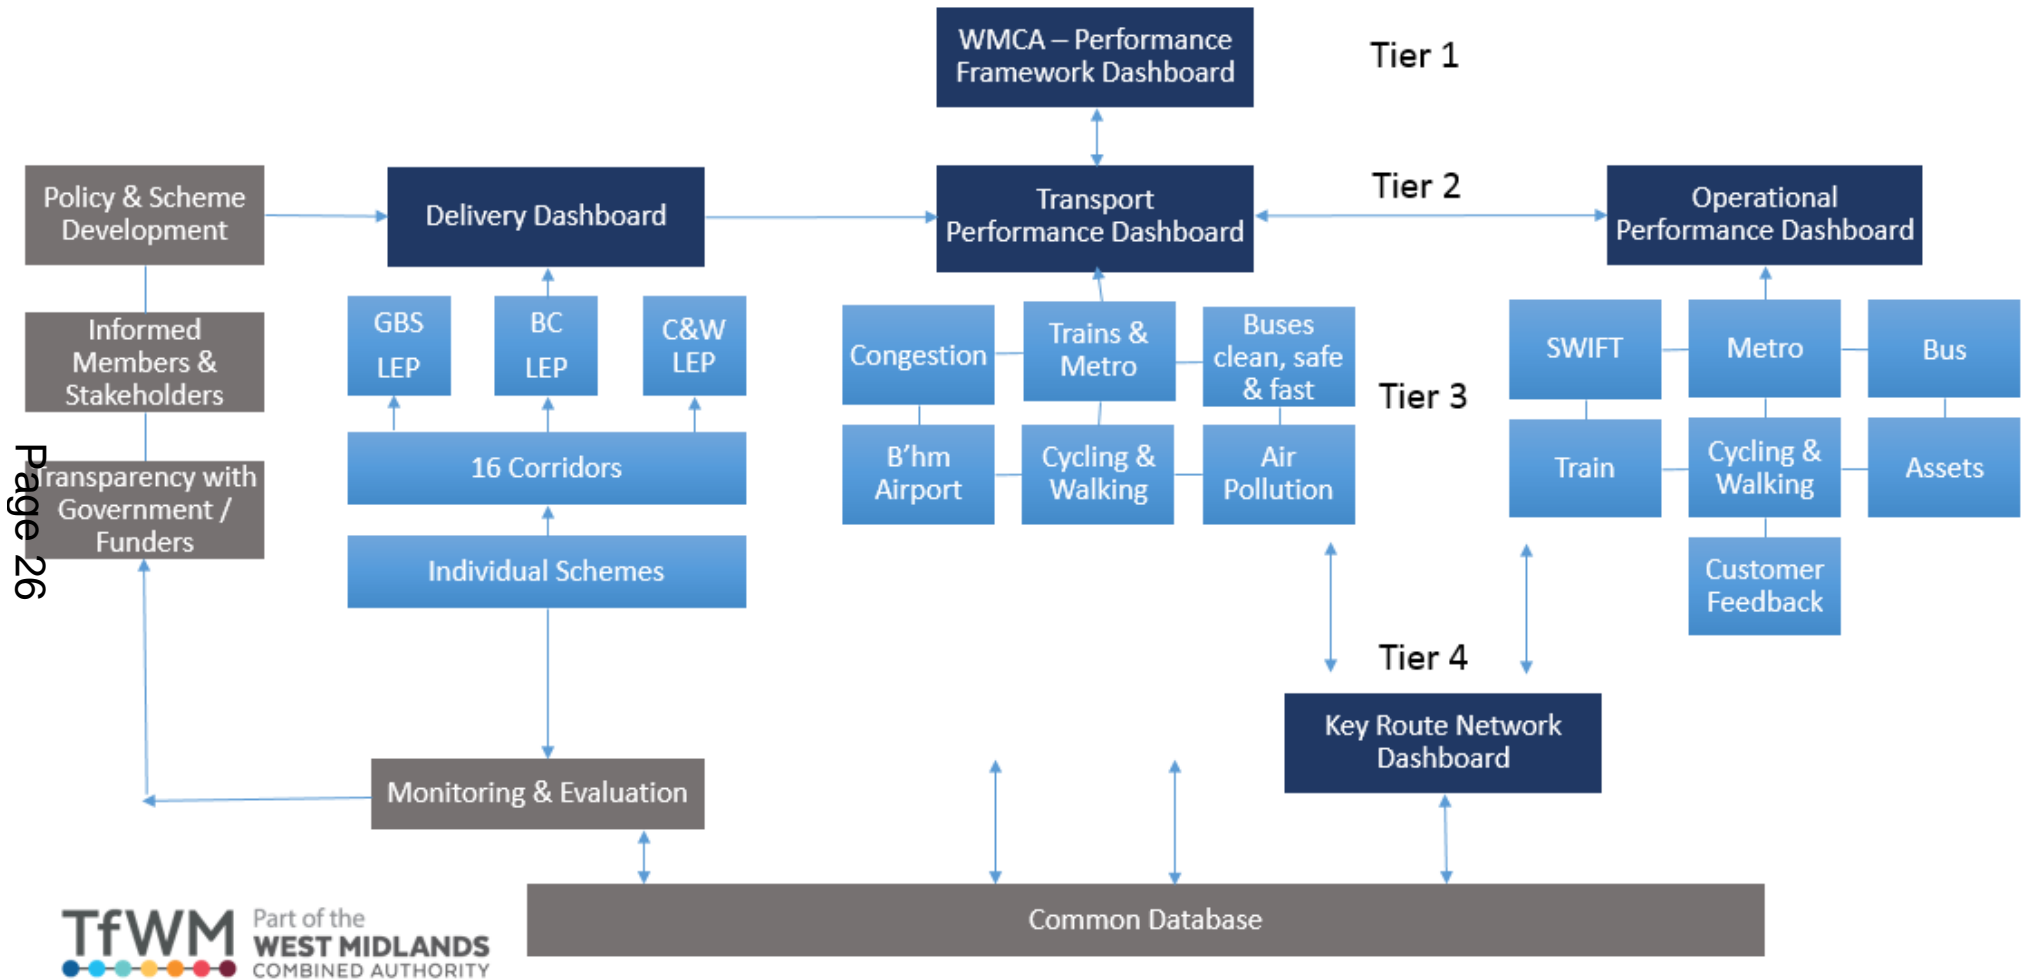 WMCA – Performance
Framework Dashboard
Tier 1
Policy & Scheme
Development
Delivery Dashboard
Transport
Performance Dashboard
Tier 2
Operational
Performance Dashboard
Informed
Members &
Stakeholders
GBS
LEP
BC
LEP
C&W
LEP
Congestion
Trains &
Metro
Buses
clean, safe
& fast
Tier 3
SWIFT
Metro
Bus
Transparency with
Government /
Funders
Page 26
16 Corridors
B'hm
Airport
Cycling &
Walking
Air
Pollution
Train
Cycling &
Walking
Assets
Individual Schemes
Customer
Feedback
Tier 4
Key Route Network
Dashboard
Monitoring & Evaluation
Common Database
TfWM
Part of the
WEST MIDLANDS
COMBINED AUTHORITY